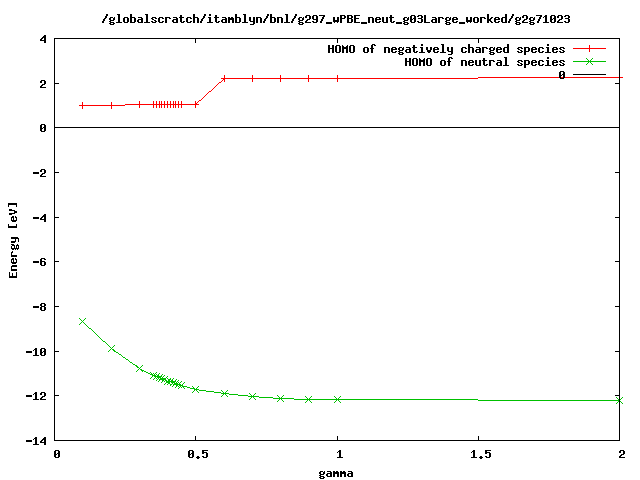 /globalscratch/itamblyn/bnl/g297_wPBE_neut_g03Large_worked/g2g71023
HOMO of negatively charged species
HOMO of neutral species
0
4
2
0
-2
-4
-6
-8
-10
-12
-14
Energy [eV]
0 0.5 1 1.5 2
gamma